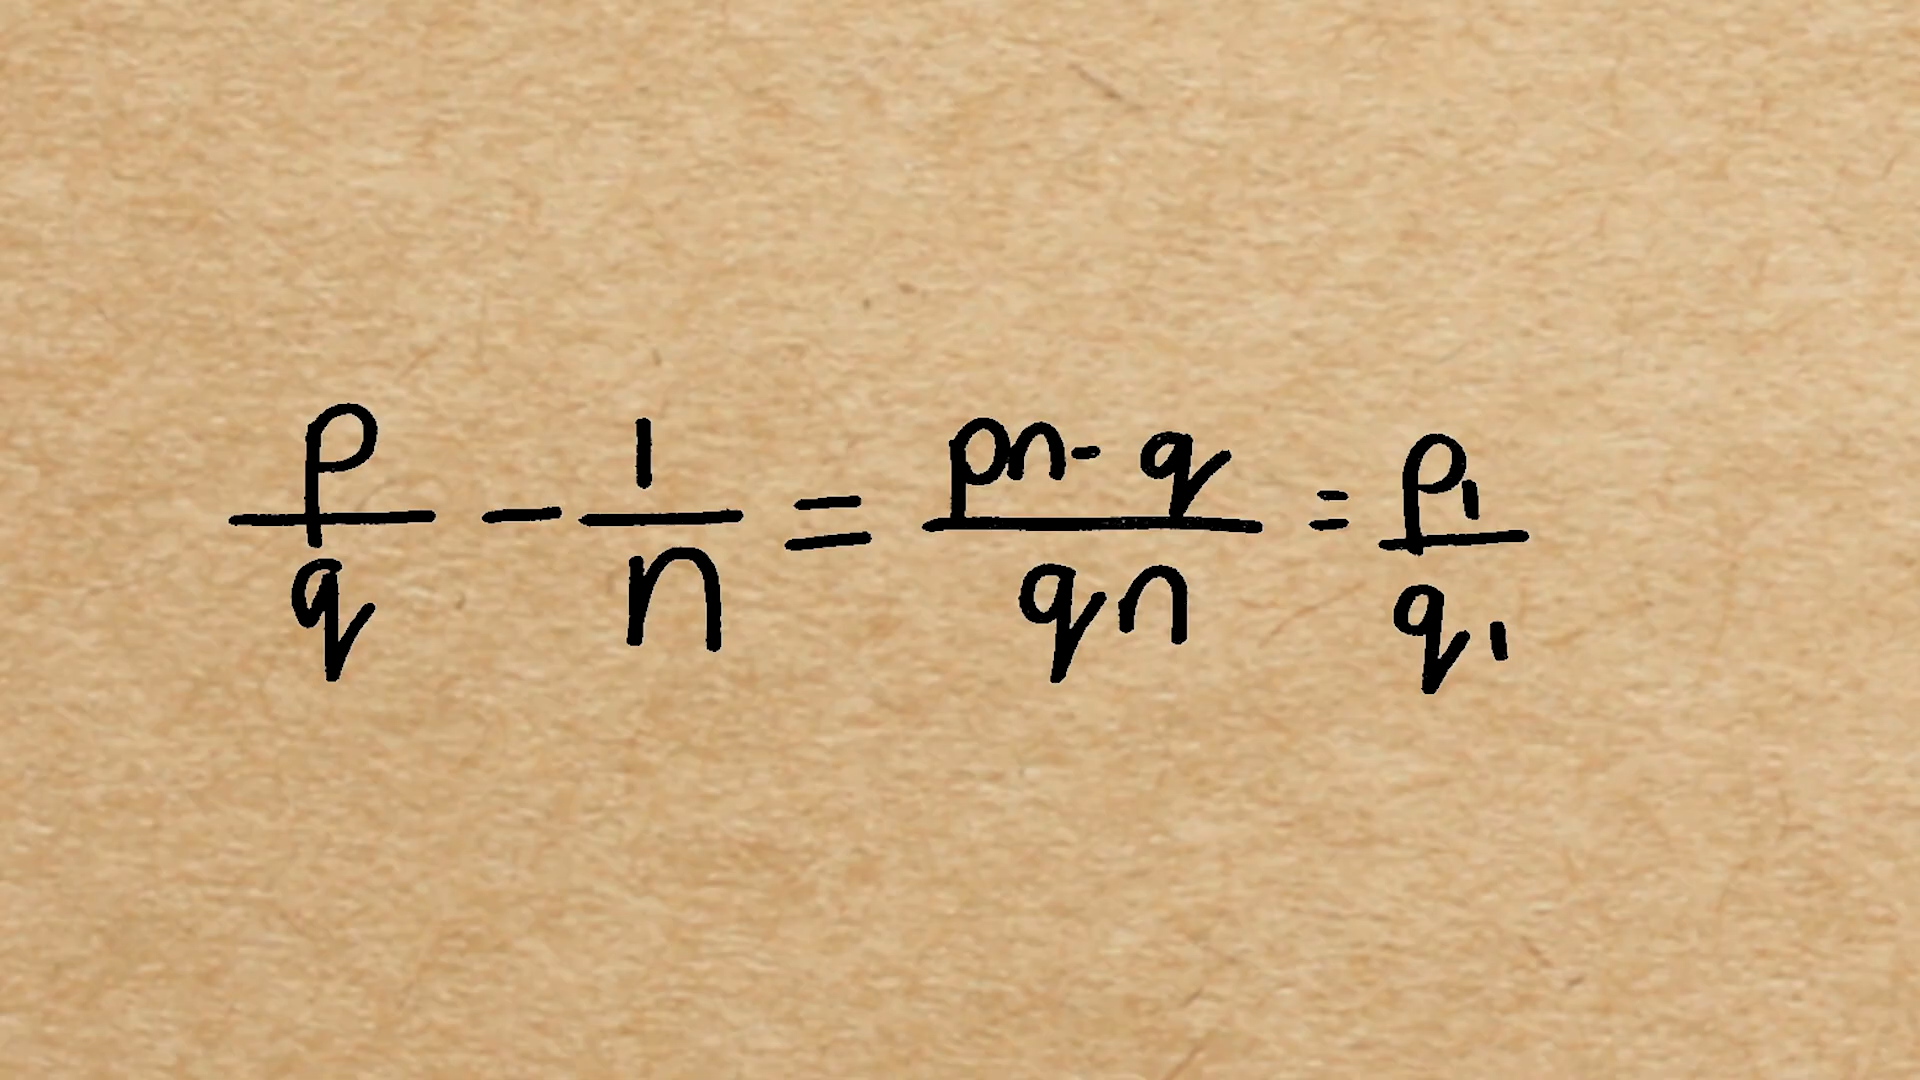 p/q - 1/n = pn - q/qn = p₁/q₁